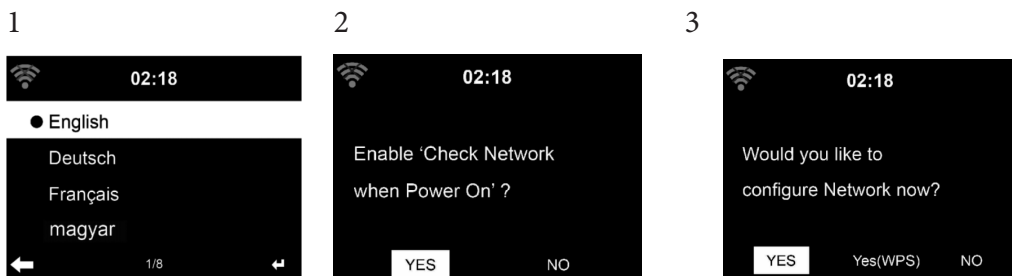 1
02:18
English
Deutsch
Français
magyar
1/8
2
02:18
Enable ‘Check Network
when Power On’ ?
YES NO
3
02:18
Would you like to
configure Network now?
YES Yes(WPS) NO